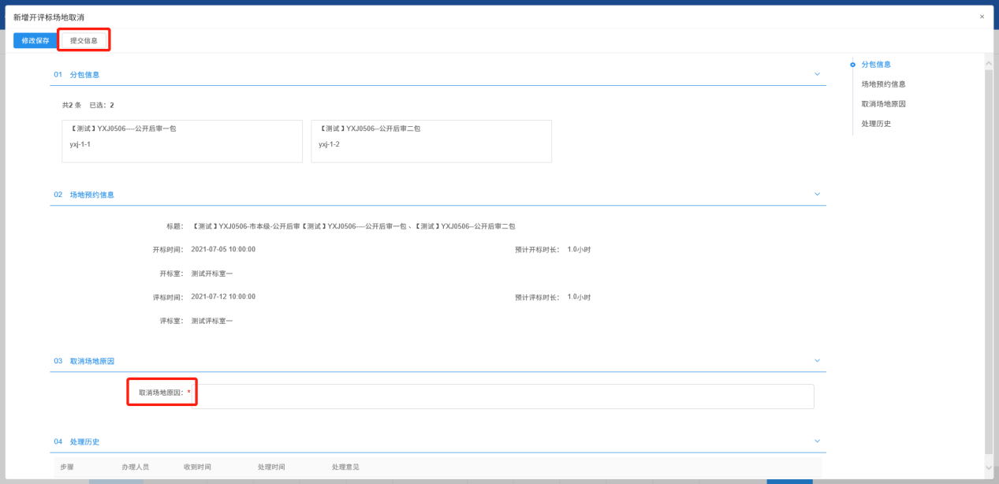 新增开评标场地取消
×
修改保存 提交信息
01 分包信息
共2 条 已选：2
【测试】YXJ0506----公开后审一包
yxj-1-1
【测试】YXJ0506--公开后审二包
yxj-1-2
02 场地预约信息
标题： 【测试】YXJ0506-市本级-公开后审【测试】YXJ0506----公开后审一包、【测试】YXJ0506--公开后审二包
开标时间： 2021-07-05 10:00:00 预计开标时长： 1.0小时
开标室： 测试开标室一
评标时间： 2021-07-12 10:00:00 预计评标时长： 1.0小时
评标室： 测试评标室一
03 取消场地原因
取消场地原因：*
04 处理历史
步骤 办理人员 收到时间 处理时间 处理意见
分包信息
场地预约信息
取消场地原因
处理历史